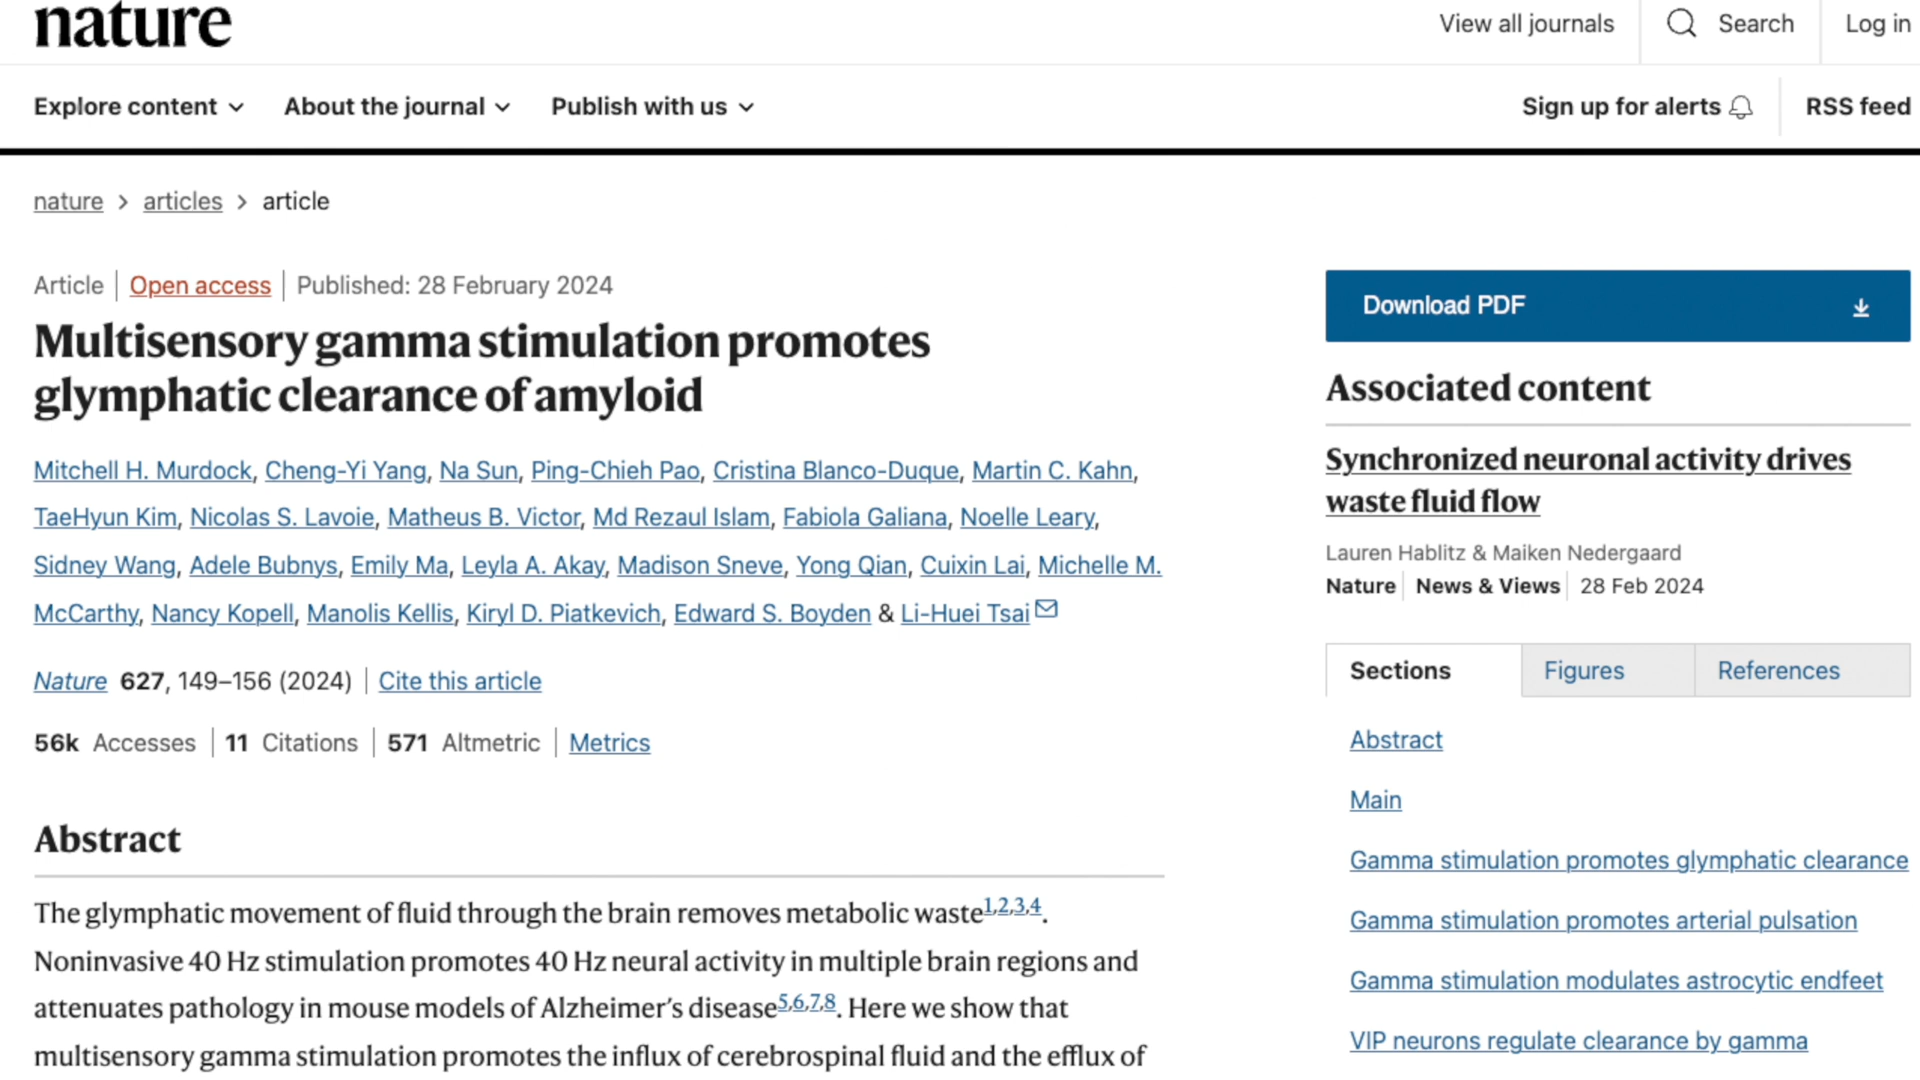 nature
View all journals
Search
Log in
Explore content
About the journal
Publish with us
Sign up for alerts
RSS feed
nature > articles > article
Article | Open access | Published: 28 February 2024
Multisensory gamma stimulation promotes
glymphatic clearance of amyloid
Mitchell H. Murdock, Cheng-Yi Yang, Na Sun, Ping-Chieh Pao, Cristina Blanco-Duque, Martin C. Kahn,
TaeHyun Kim, Nicolas S. Lavoie, Matheus B. Victor, Md Rezaul Islam, Fabiola Galiana, Noelle Leary,
Sidney Wang, Adele Bubnys, Emily Ma, Leyla A. Akay, Madison Sneve, Yong Qian, Cuixin Lai, Michelle M.
McCarthy, Nancy Kopell, Manolis Kellis, Kiryl D. Piatkevich, Edward S. Boyden & Li-Huei Tsai
Nature 627, 149–156 (2024) | Cite this article
56k Accesses | 11 Citations | 571 Altmetric | Metrics
Abstract
The glymphatic movement of fluid through the brain removes metabolic waste1,2,3,4.
Noninvasive 40 Hz stimulation promotes 40 Hz neural activity in multiple brain regions and
attenuates pathology in mouse models of Alzheimer's disease5,6,7,8. Here we show that
multisensory gamma stimulation promotes the influx of cerebrospinal fluid and the efflux of
Download PDF
Associated content
Synchronized neuronal activity drives
waste fluid flow
Lauren Hablitz & Maiken Nedergaard
Nature | News & Views | 28 Feb 2024
Sections
Figures
References
Abstract
Main
Gamma stimulation promotes glymphatic clearance
Gamma stimulation promotes arterial pulsation
Gamma stimulation modulates astrocytic endfeet
VIP neurons regulate clearance by gamma